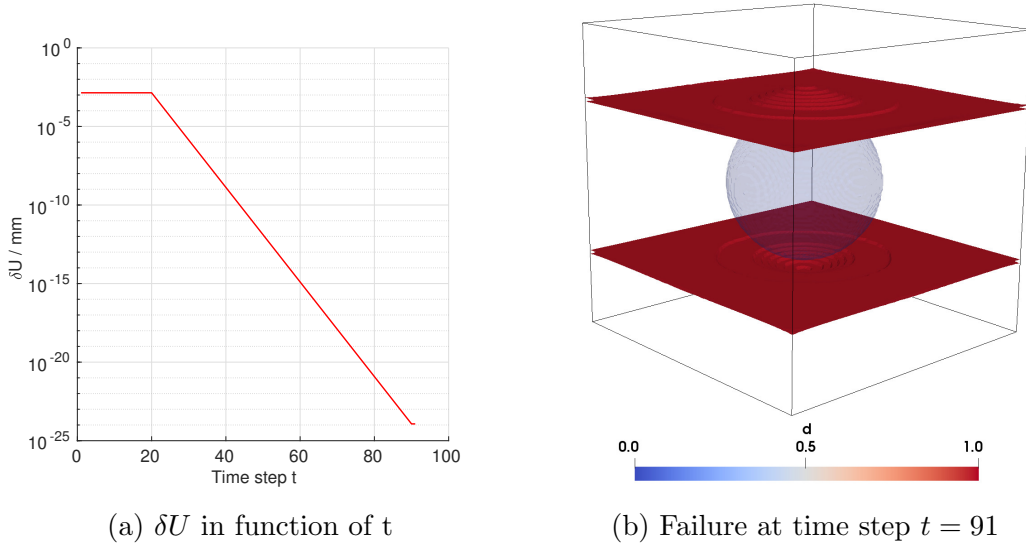 10^0
10^-5
10^-10
10^-15
10^-20
10^-25
δU / mm
0 20 40 60 80 100
Time step t
(a) δU in function of t
d
0.0 0.5 1.0
(b) Failure at time step t = 91